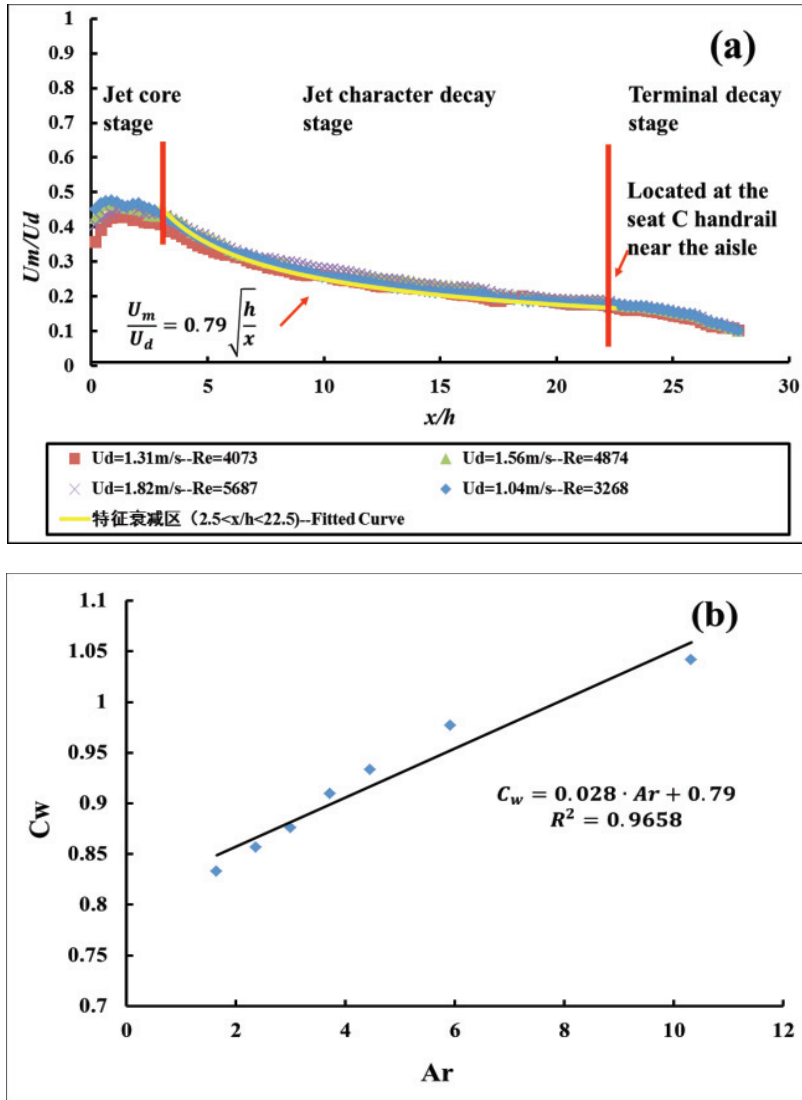 (a)
Jet core stage
Jet character decay stage
Terminal decay stage
Located at the seat C handrail near the aisle
1
0.9
0.8
0.7
0.6
0.5
0.4
0.3
0.2
0.1
0
Um/Ud
U_m/U_d = 0.79 √(h/x)
0 5 10 15 20 25 30
x/h
Ud=1.31m/s--Re=4073
Ud=1.56m/s--Re=4874
Ud=1.82m/s--Re=5687
Ud=1.04m/s--Re=3268
特征衰减区（2.5<x/h<22.5)--Fitted Curve
(b)
1.1
1.05
1
0.95
0.9
0.85
0.8
0.75
0.7
Cw
C_w = 0.028 · Ar + 0.79
R² = 0.9658
0 2 4 6 8 10 12
Ar